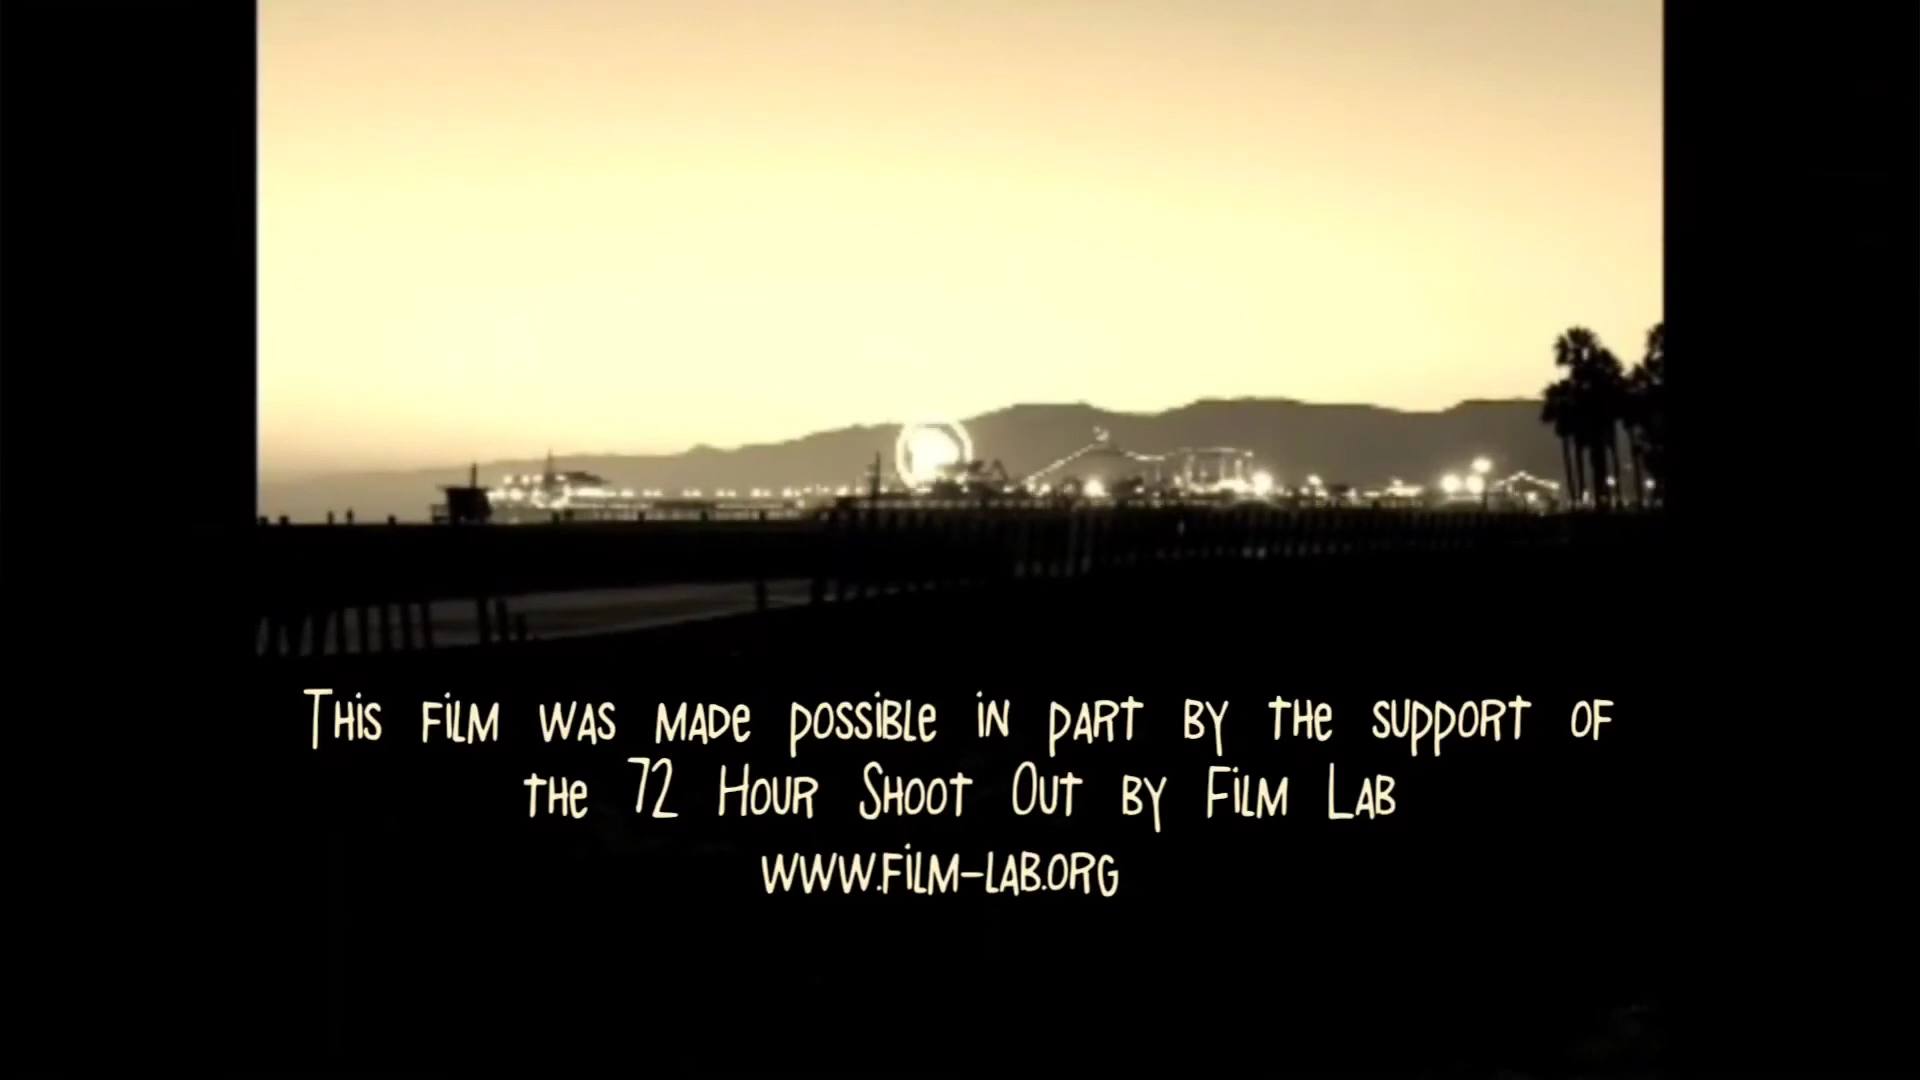 This film was made possible in part by the support of
the 72 Hour Shoot Out by Film Lab
www.film-lab.org